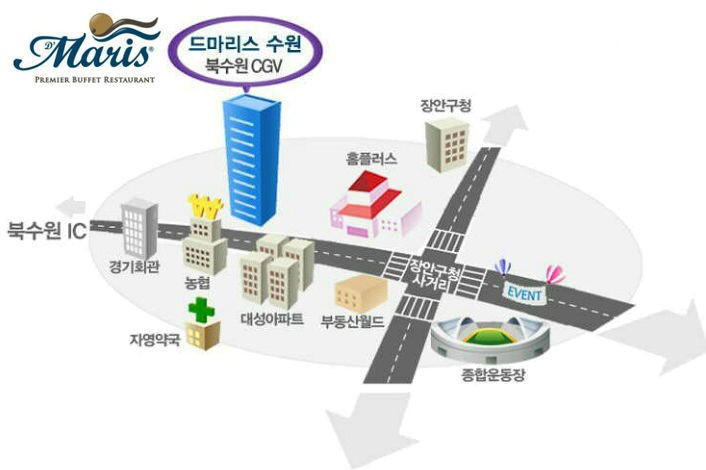 D'Maris®
PREMIER BUFFET RESTAURANT
드마리스 수원
북수원 CGV
장안구청
홈플러스
북수원 IC
경기회관
농협
장안구청
사거리
EVENT
대성아파트
부동산월드
자영약국
종합운동장